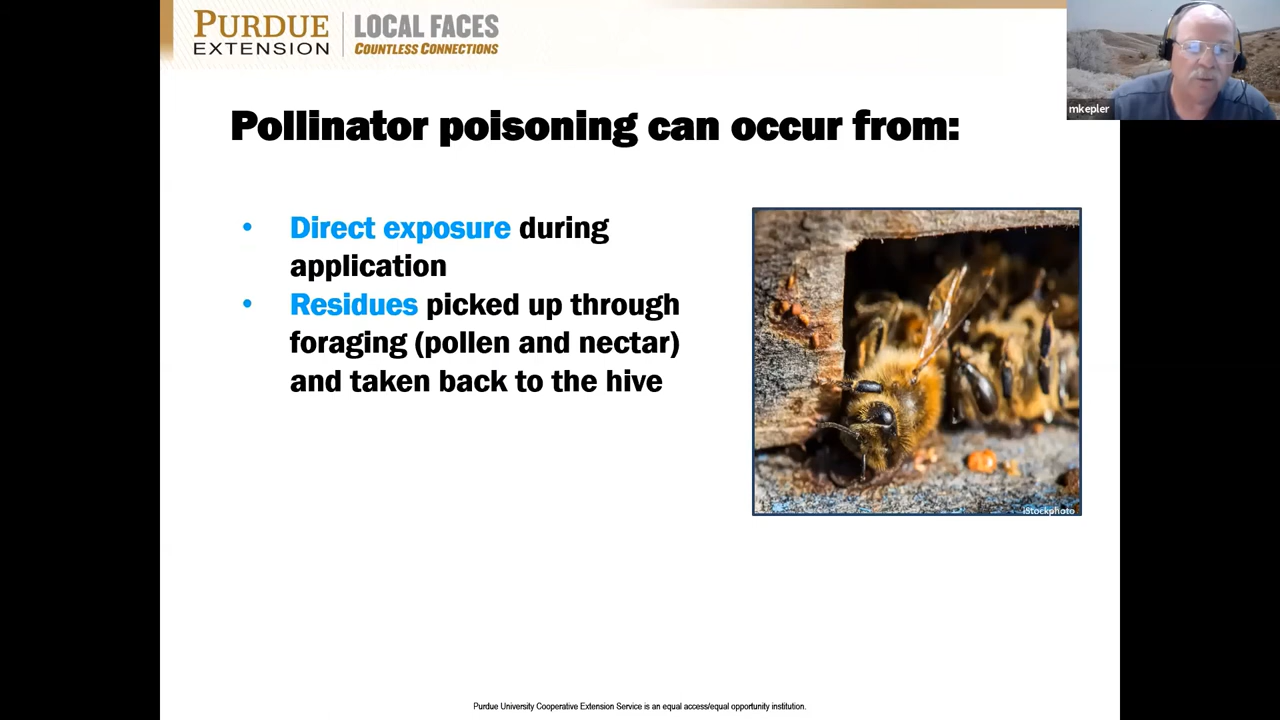 PURDUE
EXTENSION
LOCAL FACES
COUNTLESS CONNECTIONS
mkepler
Pollinator poisoning can occur from:
• Direct exposure during
application
• Residues picked up through
foraging (pollen and nectar)
and taken back to the hive
iStockphoto
Purdue University Cooperative Extension Service is an equal access/equal opportunity institution.